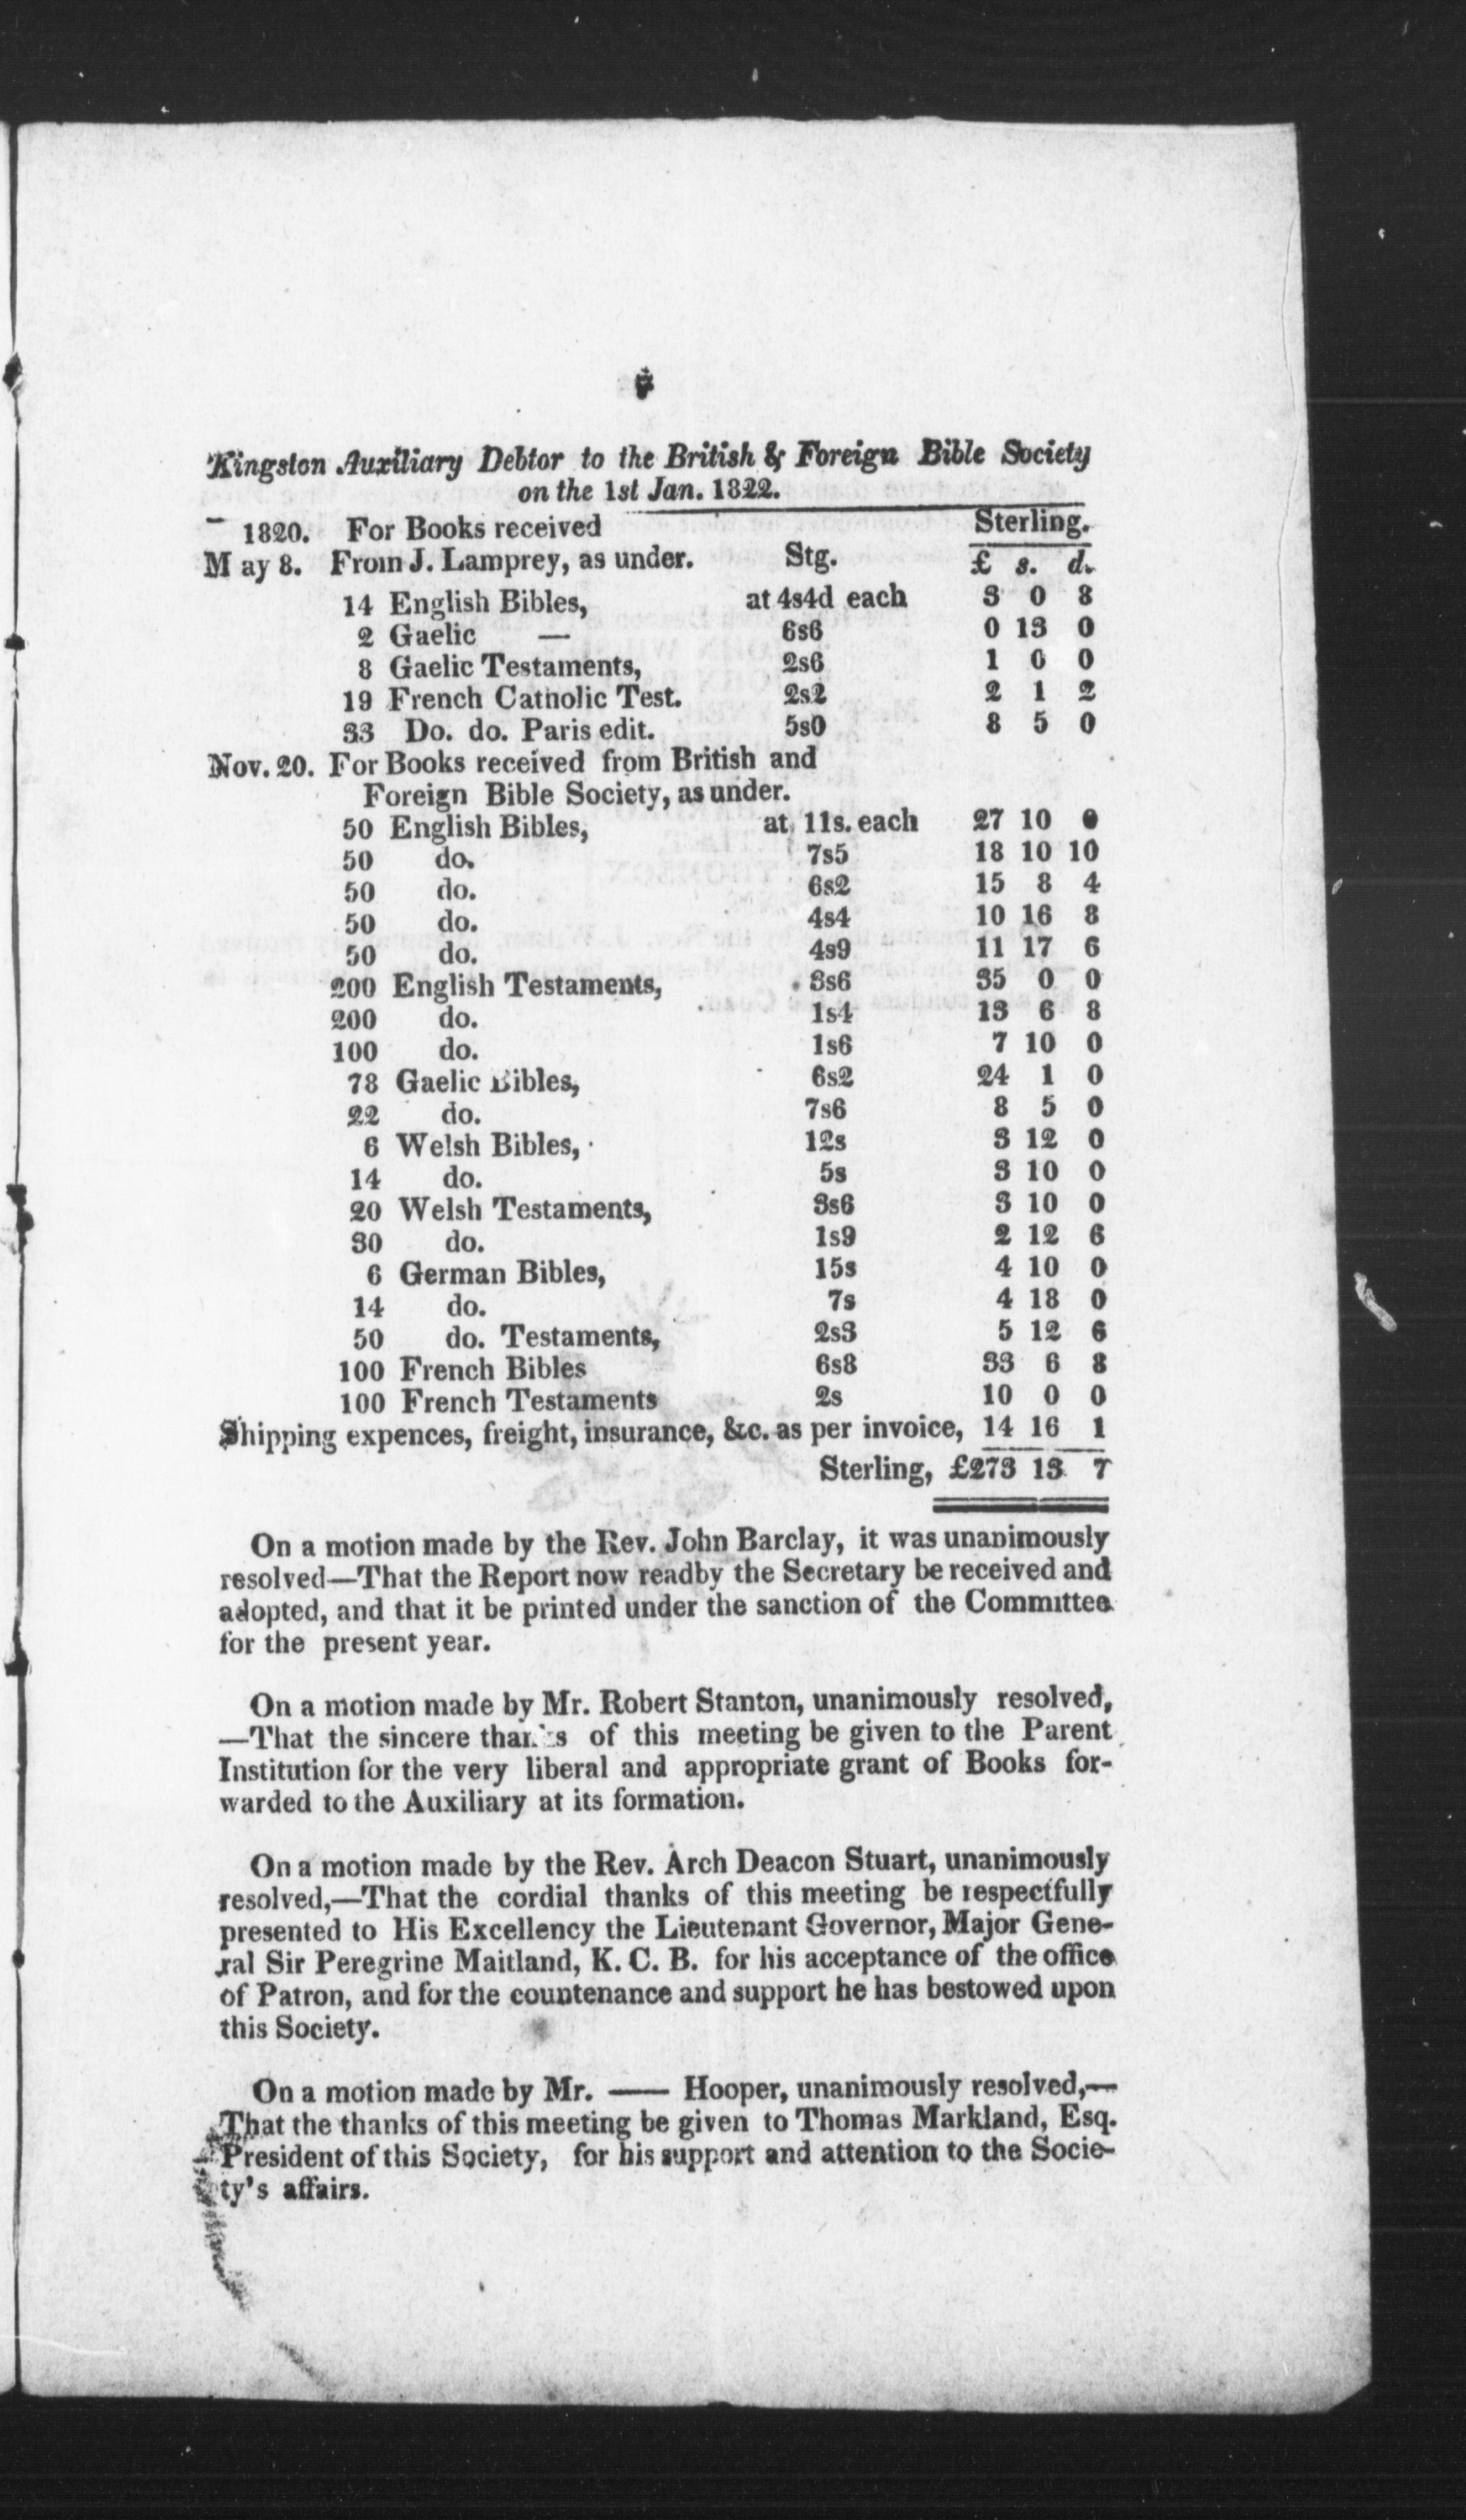 Kingston Auxiliary Debtor to the British & Foreign Bible Society
on the 1st Jan. 1822.
1820. For Books received Sterling.
May 8. From J. Lamprey, as under. Stg. £ s. d.
14 English Bibles, at 4s4d each 3 0 8
2 Gaelic — 6s6 0 13 0
8 Gaelic Testaments, 2s6 1 0 0
19 French Catholic Test. 2s2 2 1 2
33 Do. do. Paris edit. 5s0 8 5 0
Nov. 20. For Books received from British and
Foreign Bible Society, as under.
50 English Bibles, at 11s. each 27 10 0
50 do. 7s5 18 10 10
50 do. 6s2 15 8 4
50 do. 4s4 10 16 8
50 do. 4s9 11 17 6
200 English Testaments, 3s6 35 0 0
200 do. 1s4 13 6 8
100 do. 1s6 7 10 0
78 Gaelic Bibles, 6s2 24 1 0
22 do. 7s6 8 5 0
6 Welsh Bibles, 12s 3 12 0
14 do. 5s 3 10 0
20 Welsh Testaments, 3s6 3 10 0
30 do. 1s9 2 12 6
6 German Bibles, 15s 4 10 0
14 do. 7s 4 18 0
50 do. Testaments, 2s3 5 12 6
100 French Bibles 6s8 33 6 8
100 French Testaments 2s 10 0 0
Shipping expences, freight, insurance, &c. as per invoice, 14 16 1
Sterling, £273 13 7
On a motion made by the Rev. John Barclay, it was unanimously
resolved—That the Report now readby the Secretary be received and
adopted, and that it be printed under the sanction of the Committee
for the present year.
On a motion made by Mr. Robert Stanton, unanimously resolved,
—That the sincere thanks of this meeting be given to the Parent
Institution for the very liberal and appropriate grant of Books for-
warded to the Auxiliary at its formation.
On a motion made by the Rev. Arch Deacon Stuart, unanimously
resolved,—That the cordial thanks of this meeting be respectfully
presented to His Excellency the Lieutenant Governor, Major Gene-
ral Sir Peregrine Maitland, K. C. B. for his acceptance of the office
of Patron, and for the countenance and support he has bestowed upon
this Society.
On a motion made by Mr. —— Hooper, unanimously resolved,—
That the thanks of this meeting be given to Thomas Markland, Esq.
President of this Society, for his support and attention to the Socie-
ty's affairs.